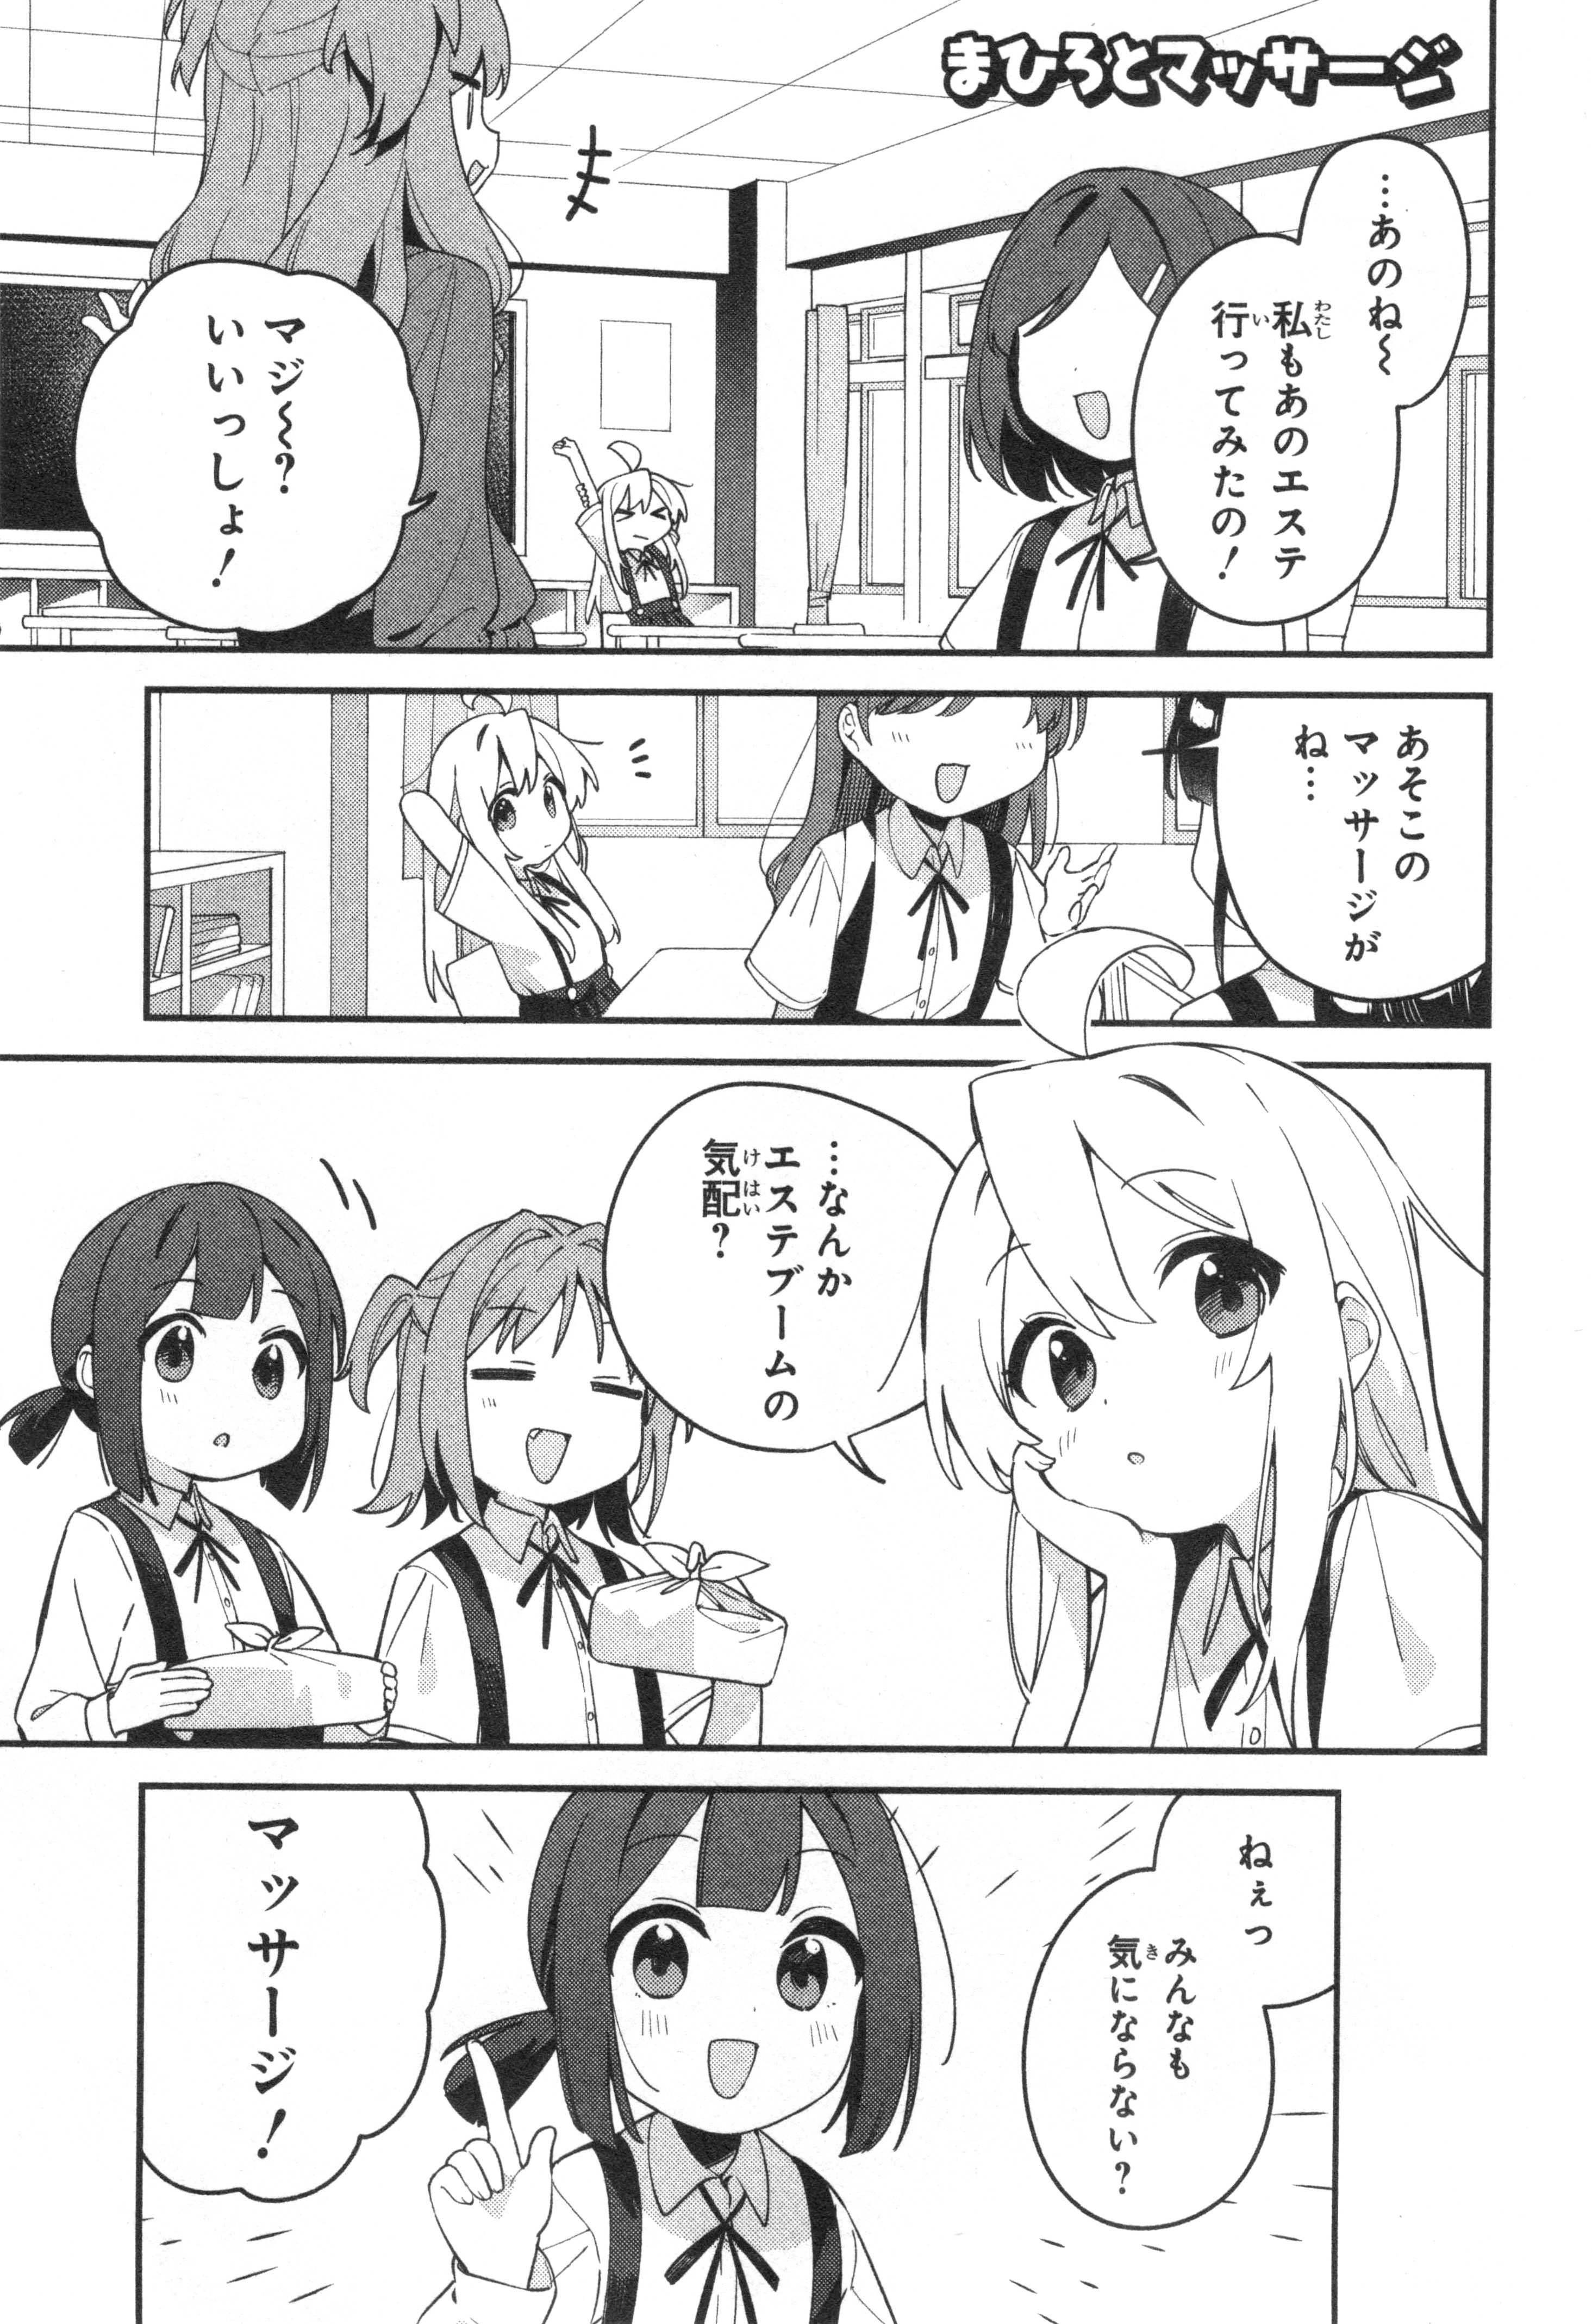 まひろとマッサージ
…あのね～
私もあのエステ
行ってみたの！
マジ～？
いいっしょ！
あそこの
マッサージが
ね…
…なんか
エステブームの
気配？
ねぇっ
みんなも
気にならない？
マッサージ！